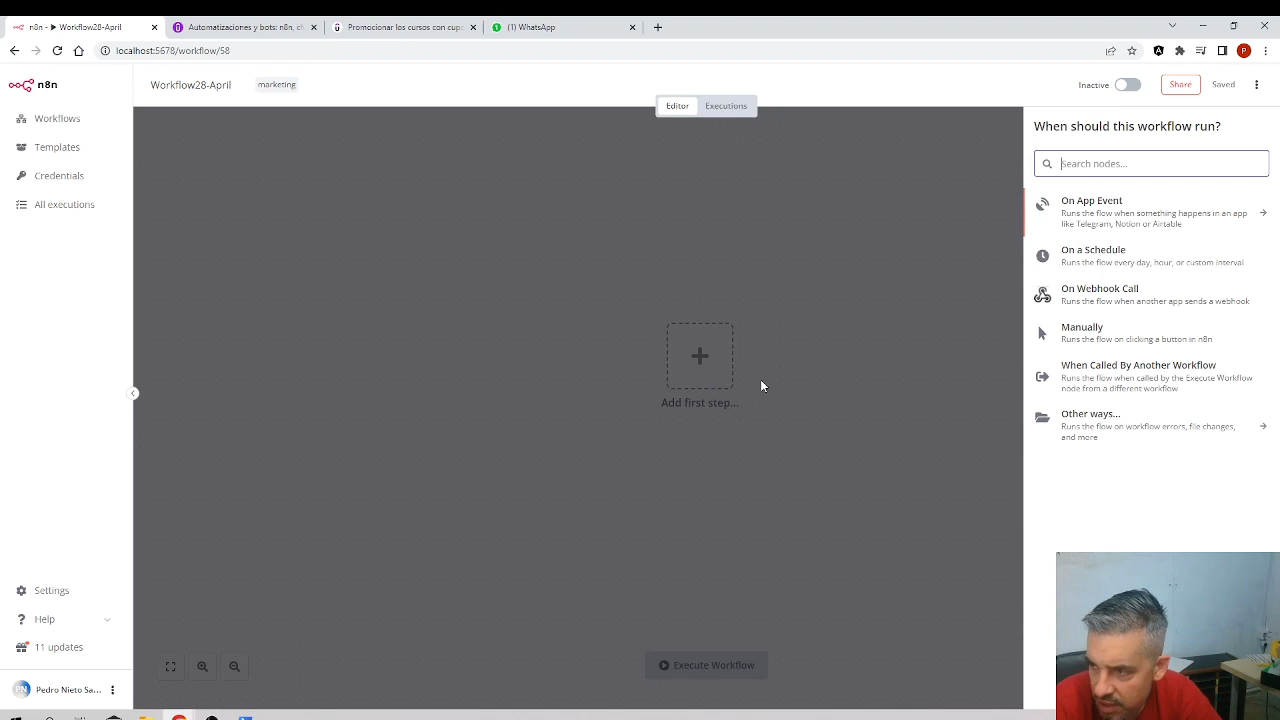 n8n - ▶ Workflow28-April
Automatizaciones y bots: n8n, ch
Promocionar los cursos con cupo
(1) WhatsApp
localhost:5678/workflow/58
P
n8n
Workflow28-April
marketing
Inactive
Share
Saved
Editor
Executions
Workflows
Templates
Credentials
All executions
When should this workflow run?
Search nodes...
On App Event
Runs the flow when something happens in an app
like Telegram, Notion or Airtable
On a Schedule
Runs the flow every day, hour, or custom interval
On Webhook Call
Runs the flow when another app sends a webhook
Manually
Runs the flow on clicking a button in n8n
When Called By Another Workflow
Runs the flow when called by the Execute Workflow
node from a different workflow
Other ways...
Runs the flow on workflow errors, file changes,
and more
Add first step...
Settings
Help
11 updates
PN
Pedro Nieto Sa...
Execute Workflow